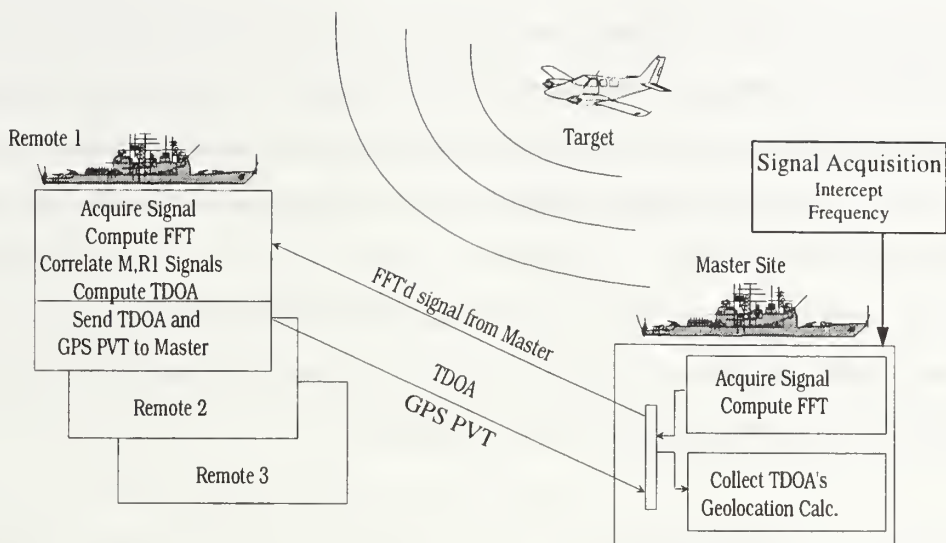 Target
Remote 1
Signal Acquisition
Intercept
Frequency
Acquire Signal
Compute FFT
Correlate M,R1 Signals
Compute TDOA
Send TDOA and
GPS PVT to Master
Remote 2
Remote 3
FFT'd signal from Master
TDOA
GPS PVT
Master Site
Acquire Signal
Compute FFT
Collect TDOA's
Geolocation Calc.